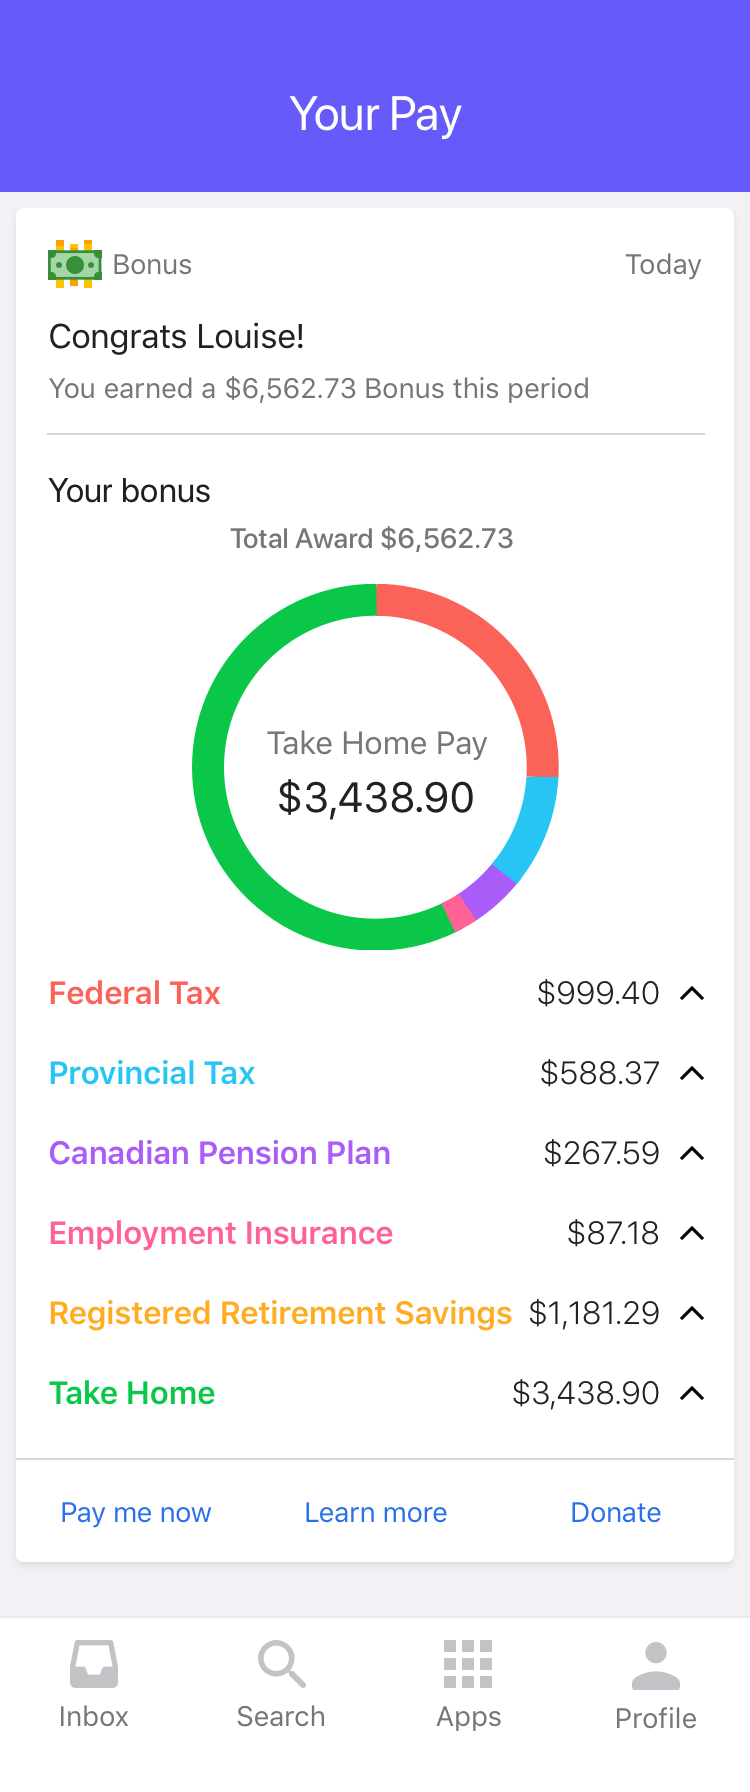 Your Pay
Bonus Today
Congrats Louise!
You earned a $6,562.73 Bonus this period
Your bonus
Total Award $6,562.73
Take Home Pay
$3,438.90
Federal Tax $999.40
Provincial Tax $588.37
Canadian Pension Plan $267.59
Employment Insurance $87.18
Registered Retirement Savings $1,181.29
Take Home $3,438.90
Pay me now Learn more Donate
Inbox Search Apps Profile